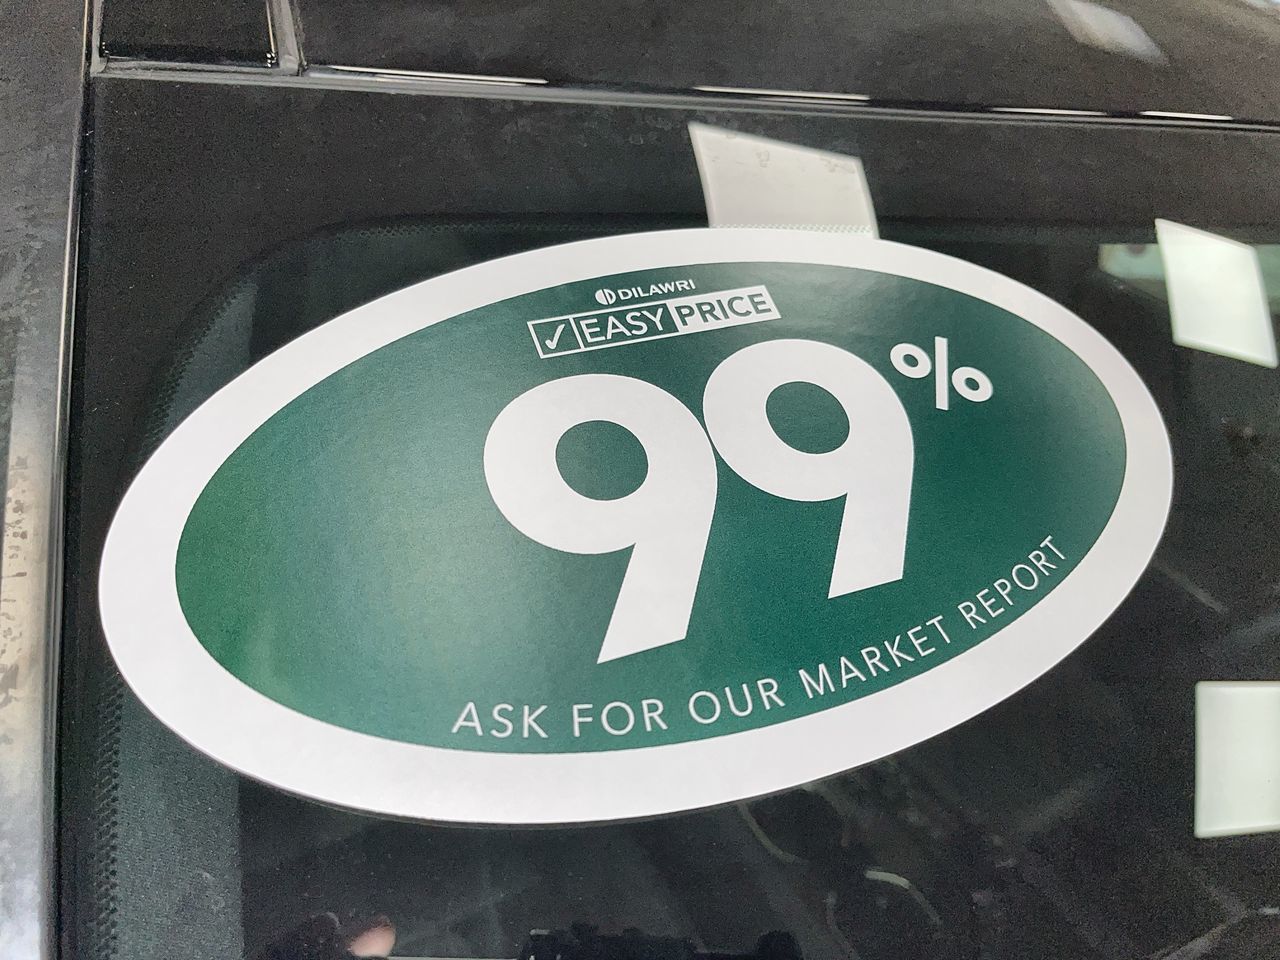 DILAWRI
✓ EASY PRICE
99%
ASK FOR OUR MARKET REPORT